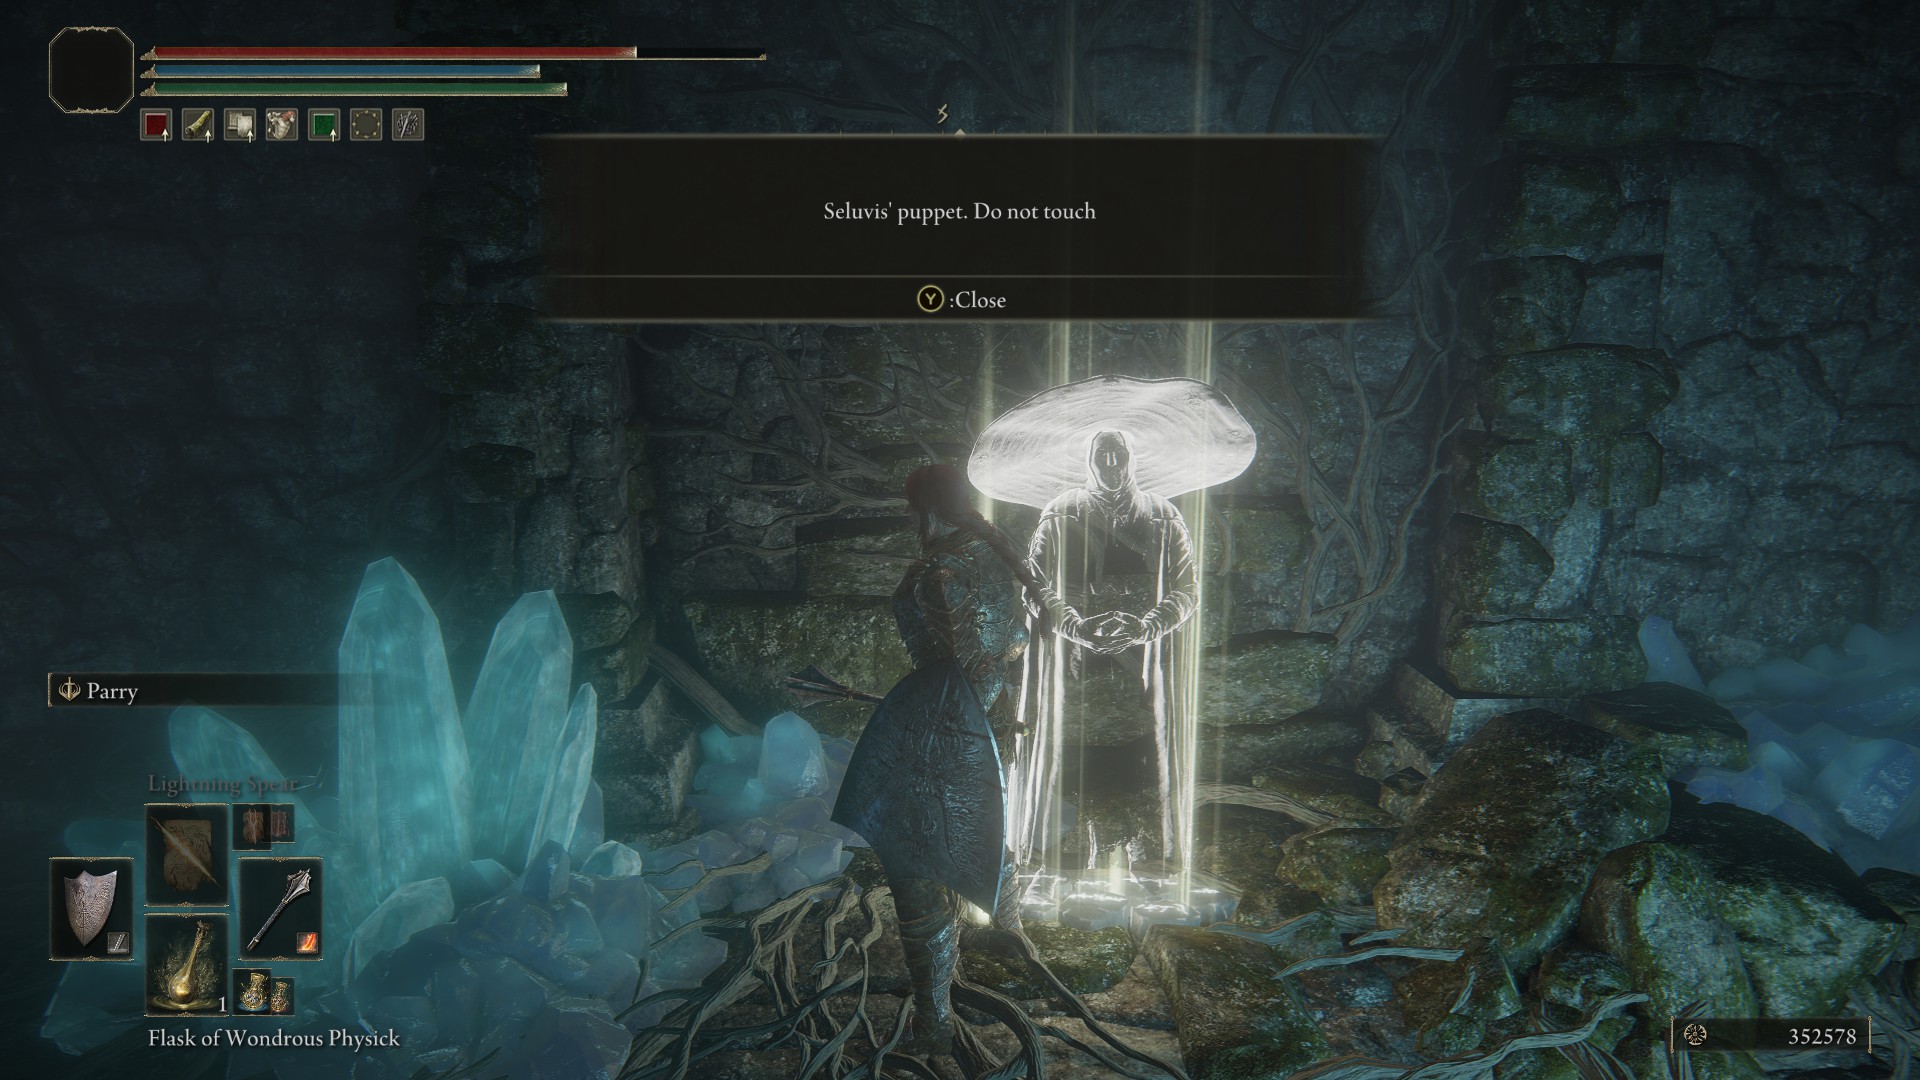 Seluvis' puppet. Do not touch
Y :Close
Parry
Lightning Spear
1
Flask of Wondrous Physick
352578